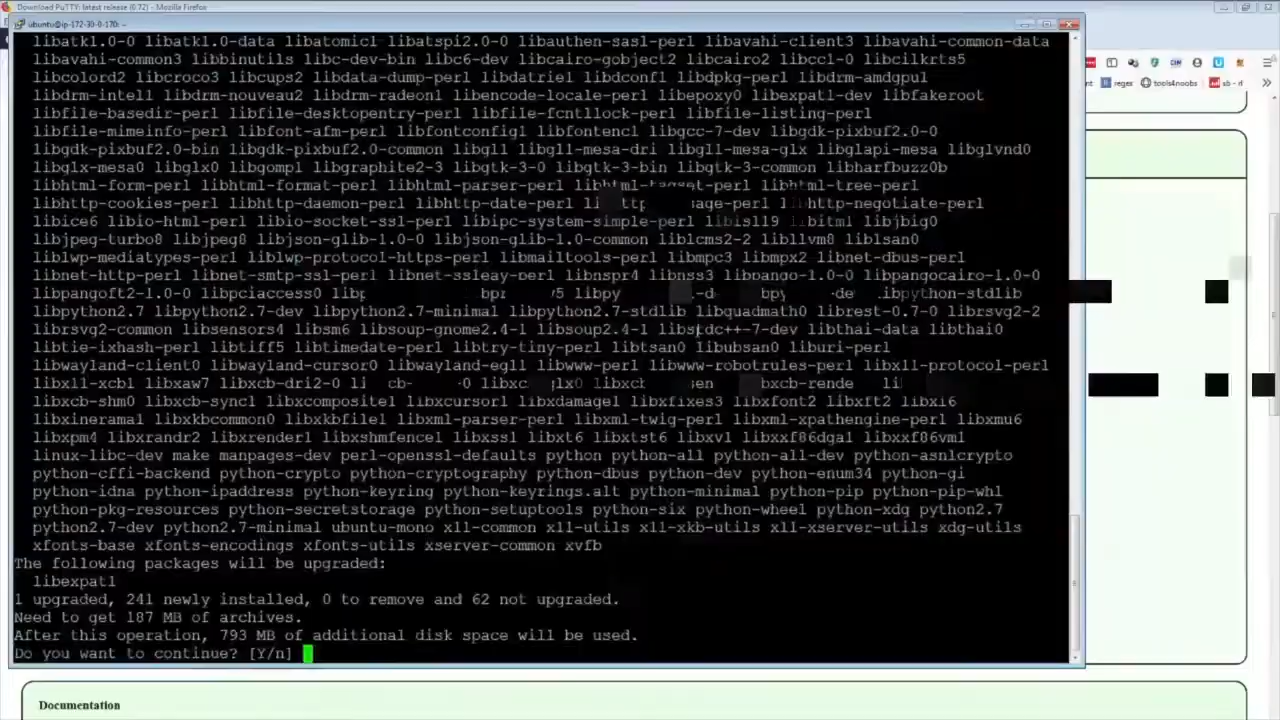 Download PuTTY: latest release (0.72) - Mozilla Firefox
ubuntu@ip-172-30-0-170: ~
libatk1.0-0 libatk1.0-data libatomic1 libatspi2.0-0 libauthen-sasl-perl libavahi-client3 libavahi-common-data
libavahi-common3 libbinutils libc-dev-bin libc6-dev libcairo-gobject2 libcairo2 libcc1-0 libcilkrts5
libcolord2 libcroco3 libcups2 libdata-dump-perl libdatrie1 libdconf1 libdpkg-perl libdrm-amdgpu1
libdrm-intel1 libdrm-nouveau2 libdrm-radeon1 libencode-locale-perl libepoxy0 libexpat1-dev libfakeroot
libfile-basedir-perl libfile-desktopentry-perl libfile-fcntllock-perl libfile-listing-perl
libfile-mimeinfo-perl libfont-afm-perl libfontconfig1 libfontenc1 libgcc-7-dev libgdk-pixbuf2.0-0
libgdk-pixbuf2.0-bin libgdk-pixbuf2.0-common libgl1 libgl1-mesa-dri libgl1-mesa-glx libglapi-mesa libglvnd0
libglx-mesa0 libglx0 libgomp1 libgraphite2-3 libgtk-3-0 libgtk-3-bin libgtk-3-common libharfbuzz0b
libhtml-form-perl libhtml-format-perl libhtml-parser-perl libhtml-tagset-perl libhtml-tree-perl
libhttp-cookies-perl libhttp-daemon-perl libhttp-date-perl libhttp-negotiate-perl
libice6 libio-html-perl libio-socket-ssl-perl libipc-system-simple-perl libisl19 libitm1 libjbig0
libjpeg-turbo8 libjpeg8 libjson-glib-1.0-0 libjson-glib-1.0-common liblcms2-2 libllvm8 liblsan0
liblwp-mediatypes-perl liblwp-protocol-https-perl libmailtools-perl libmpc3 libmpx2 libnet-dbus-perl
libnet-http-perl libnet-smtp-ssl-perl libnet-ssleay-perl libnspr4 libnss3 libpango-1.0-0 libpangocairo-1.0-0
libpangoft2-1.0-0 libpciaccess0 libpython-stdlib
libpython2.7 libpython2.7-dev libpython2.7-minimal libpython2.7-stdlib libquadmath0 librest-0.7-0 librsvg2-2
librsvg2-common libsensors4 libsm6 libsoup-gnome2.4-1 libsoup2.4-1 libstdc++-7-dev libthai-data libthai0
libtie-ixhash-perl libtiff5 libtimedate-perl libtry-tiny-perl libtsan0 libubsan0 liburi-perl
libwayland-client0 libwayland-cursor0 libwayland-egl1 libwww-perl libwww-robotrules-perl libx11-protocol-perl
libx11-xcb1 libxaw7 libxcb-dri2-0
libxcb-shm0 libxcb-sync1 libxcomposite1 libxcursor1 libxdamage1 libxfixes3 libxfont2 libxft2 libxi6
libxinerama1 libxkbcommon0 libxkbfile1 libxml-parser-perl libxml-twig-perl libxml-xpathengine-perl libxmu6
libxpm4 libxrandr2 libxrender1 libxshmfence1 libxss1 libxt6 libxtst6 libxv1 libxxf86dga1 libxxf86vm1
linux-libc-dev make manpages-dev perl-openssl-defaults python python-all python-all-dev python-asn1crypto
python-cffi-backend python-crypto python-cryptography python-dbus python-dev python-enum34 python-gi
python-idna python-ipaddress python-keyring python-keyrings.alt python-minimal python-pip python-pip-whl
python-pkg-resources python-secretstorage python-setuptools python-six python-wheel python-xdg python2.7
python2.7-dev python2.7-minimal ubuntu-mono x11-common x11-utils x11-xkb-utils x11-xserver-utils xdg-utils
xfonts-base xfonts-encodings xfonts-utils xserver-common xvfb
The following packages will be upgraded:
libexpat1
1 upgraded, 241 newly installed, 0 to remove and 62 not upgraded.
Need to get 187 MB of archives.
After this operation, 793 MB of additional disk space will be used.
Do you want to continue? [Y/n]
regex
tools4noobs
sb - rl
Documentation